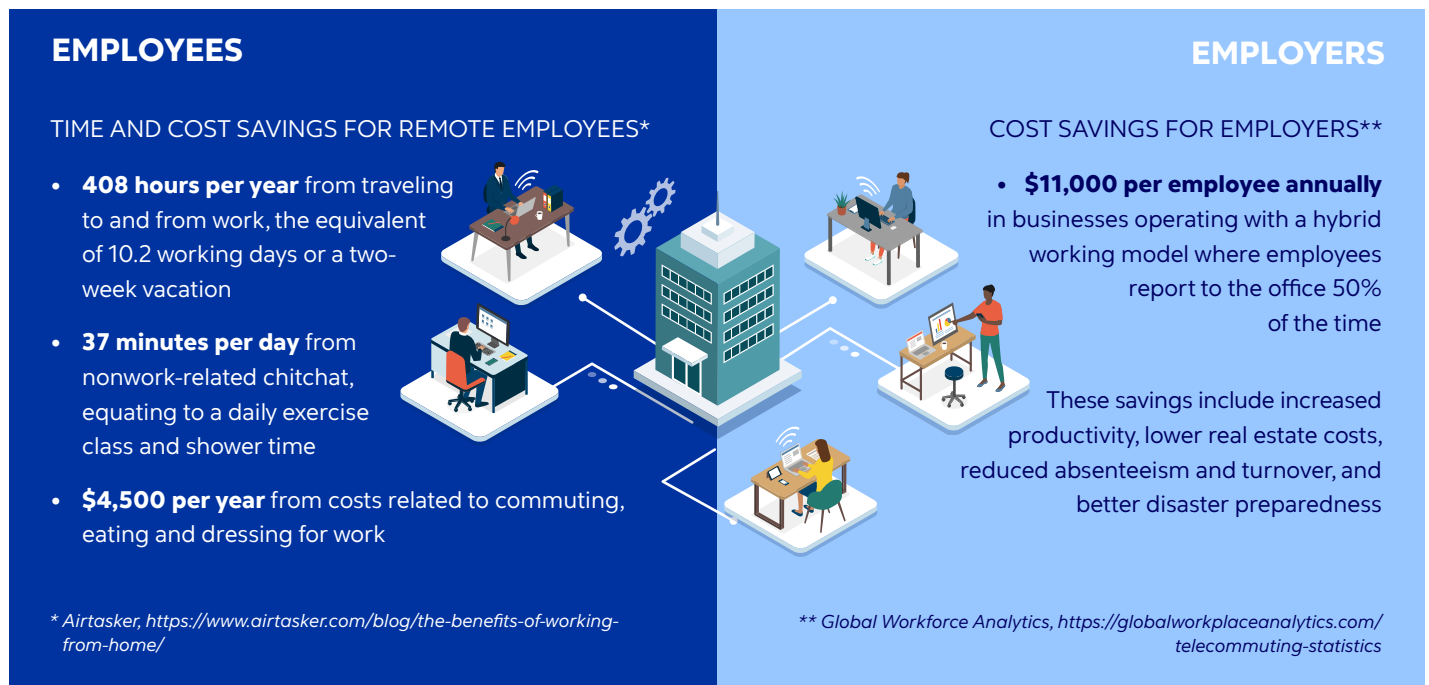 EMPLOYEES
TIME AND COST SAVINGS FOR REMOTE EMPLOYEES*
• 408 hours per year from traveling
to and from work, the equivalent
of 10.2 working days or a two-
week vacation
• 37 minutes per day from
nonwork-related chitchat,
equating to a daily exercise
class and shower time
• $4,500 per year from costs related to commuting,
eating and dressing for work
* Airtasker, https://www.airtasker.com/blog/the-benefits-of-working-
from-home/
EMPLOYERS
COST SAVINGS FOR EMPLOYERS**
• $11,000 per employee annually
in businesses operating with a hybrid
working model where employees
report to the office 50%
of the time
These savings include increased
productivity, lower real estate costs,
reduced absenteeism and turnover, and
better disaster preparedness
** Global Workforce Analytics, https://globalworkplaceanalytics.com/
telecommuting-statistics